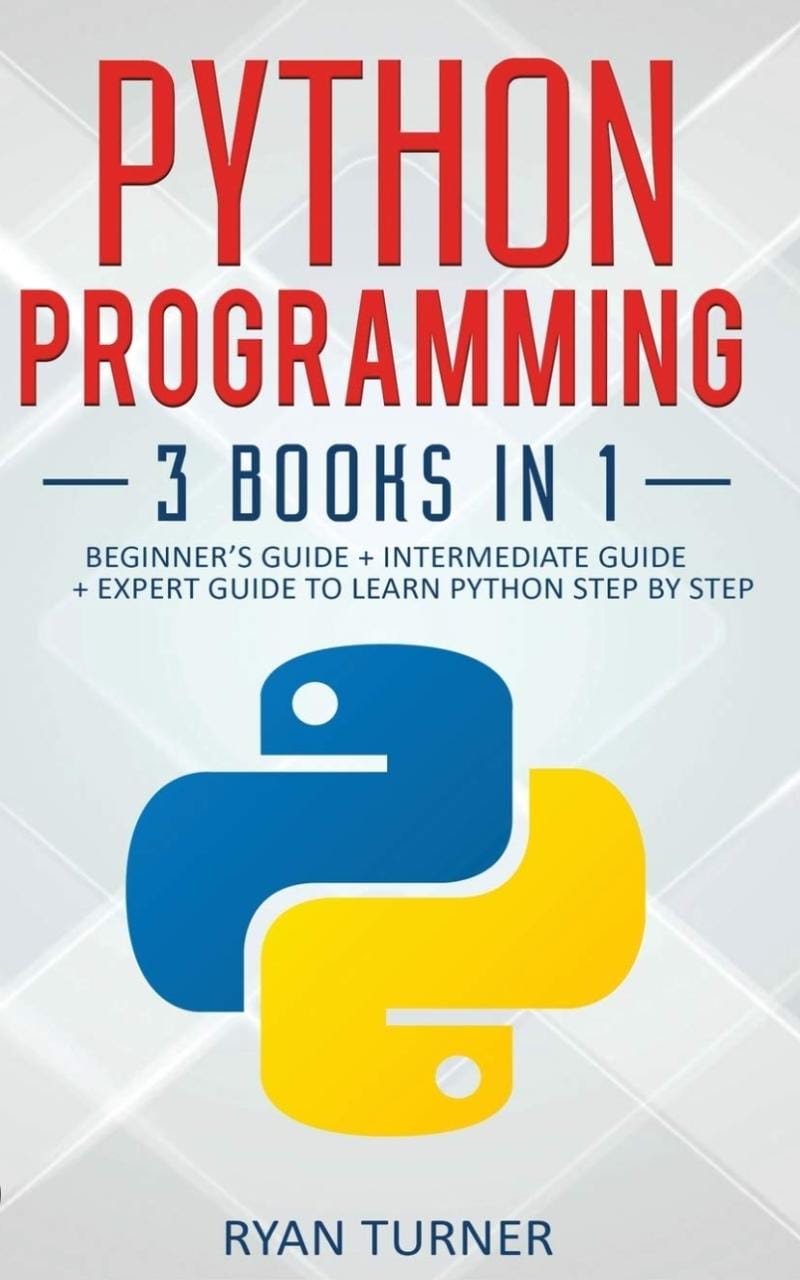 PYTHON
PROGRAMMING
3 BOOKS IN 1
BEGINNER'S GUIDE + INTERMEDIATE GUIDE
+ EXPERT GUIDE TO LEARN PYTHON STEP BY STEP
RYAN TURNER